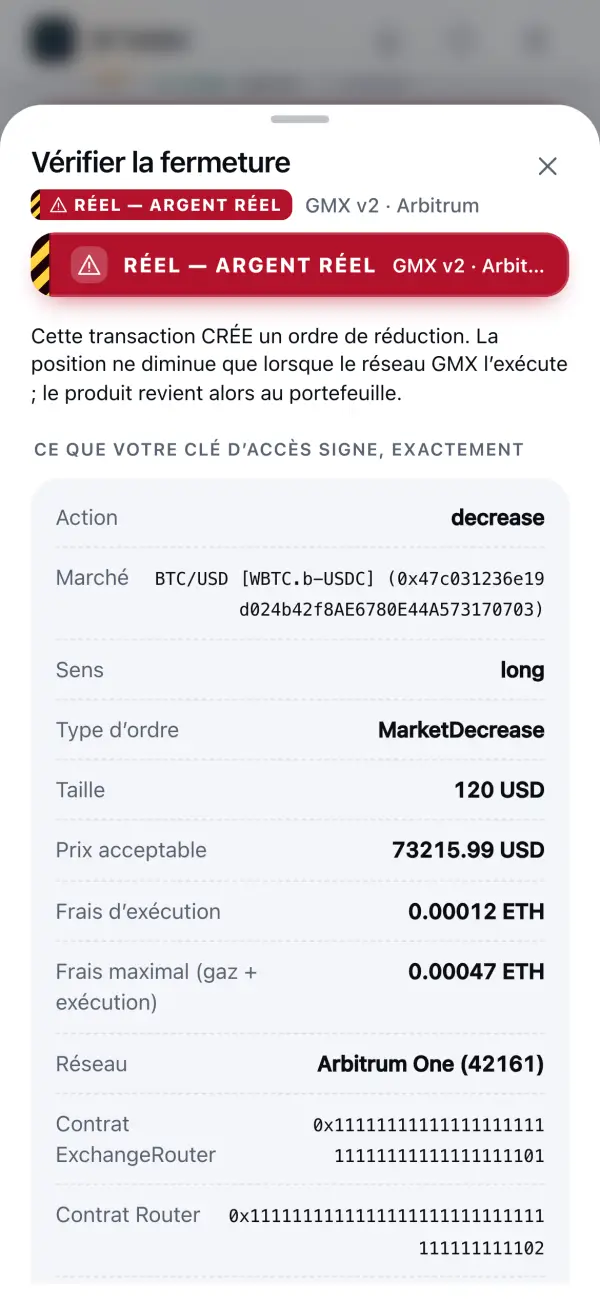 Vérifier la fermeture
RÉEL — ARGENT RÉEL GMX v2 · Arbitrum
RÉEL — ARGENT RÉEL GMX v2 · Arbit...
Cette transaction CRÉE un ordre de réduction. La
position ne diminue que lorsque le réseau GMX l’exécute
; le produit revient alors au portefeuille.
CE QUE VOTRE CLÉ D’ACCÈS SIGNE, EXACTEMENT
Action decrease
Marché BTC/USD [WBTC.b-USDC] (0x47c031236e19
d024b42f8AE6780E44A573170703)
Sens long
Type d’ordre MarketDecrease
Taille 120 USD
Prix acceptable 73215.99 USD
Frais d’exécution 0.00012 ETH
Frais maximal (gaz + 0.00047 ETH
exécution)
Réseau Arbitrum One (42161)
Contrat 0x11111111111111111111
ExchangeRouter 11111111111111111101
Contrat Router 0x1111111111111111111111111111
111111111102